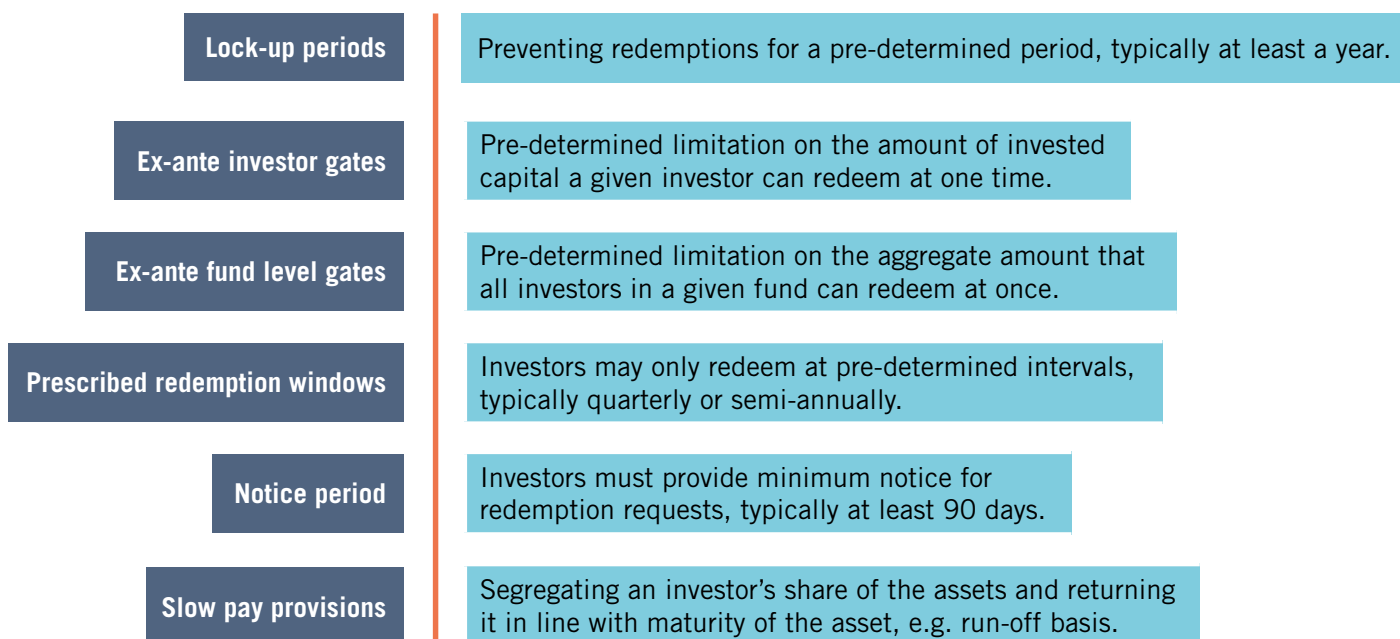 Lock-up periods
Preventing redemptions for a pre-determined period, typically at least a year.
Ex-ante investor gates
Pre-determined limitation on the amount of invested
capital a given investor can redeem at one time.
Ex-ante fund level gates
Pre-determined limitation on the aggregate amount that
all investors in a given fund can redeem at once.
Prescribed redemption windows
Investors may only redeem at pre-determined intervals,
typically quarterly or semi-annually.
Notice period
Investors must provide minimum notice for
redemption requests, typically at least 90 days.
Slow pay provisions
Segregating an investor’s share of the assets and returning
it in line with maturity of the asset, e.g. run-off basis.